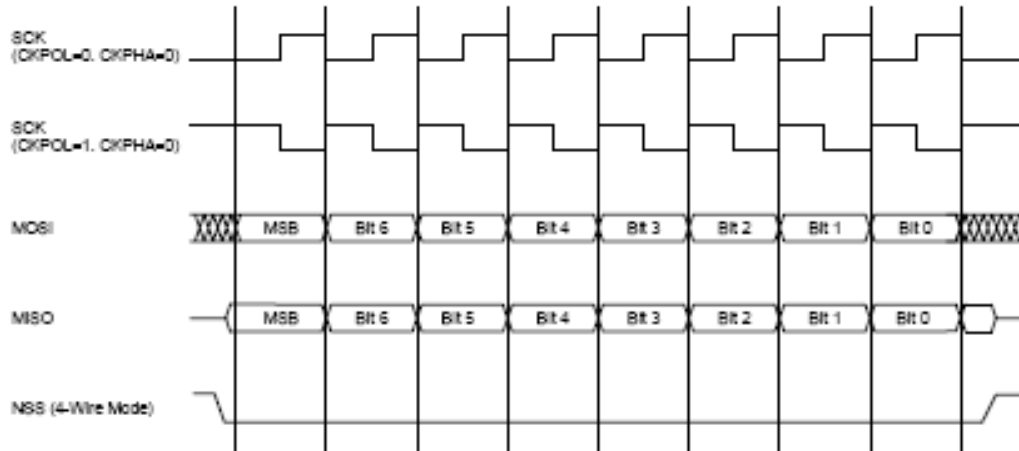 SCK
(CKPOL=0, CKPHA=0)
SCK
(CKPOL=1, CKPHA=0)
MOSI
MSB Bit 6 Bit 5 Bit 4 Bit 3 Bit 2 Bit 1 Bit 0
MISO
MSB Bit 6 Bit 5 Bit 4 Bit 3 Bit 2 Bit 1 Bit 0
NSS (4-Wire Mode)